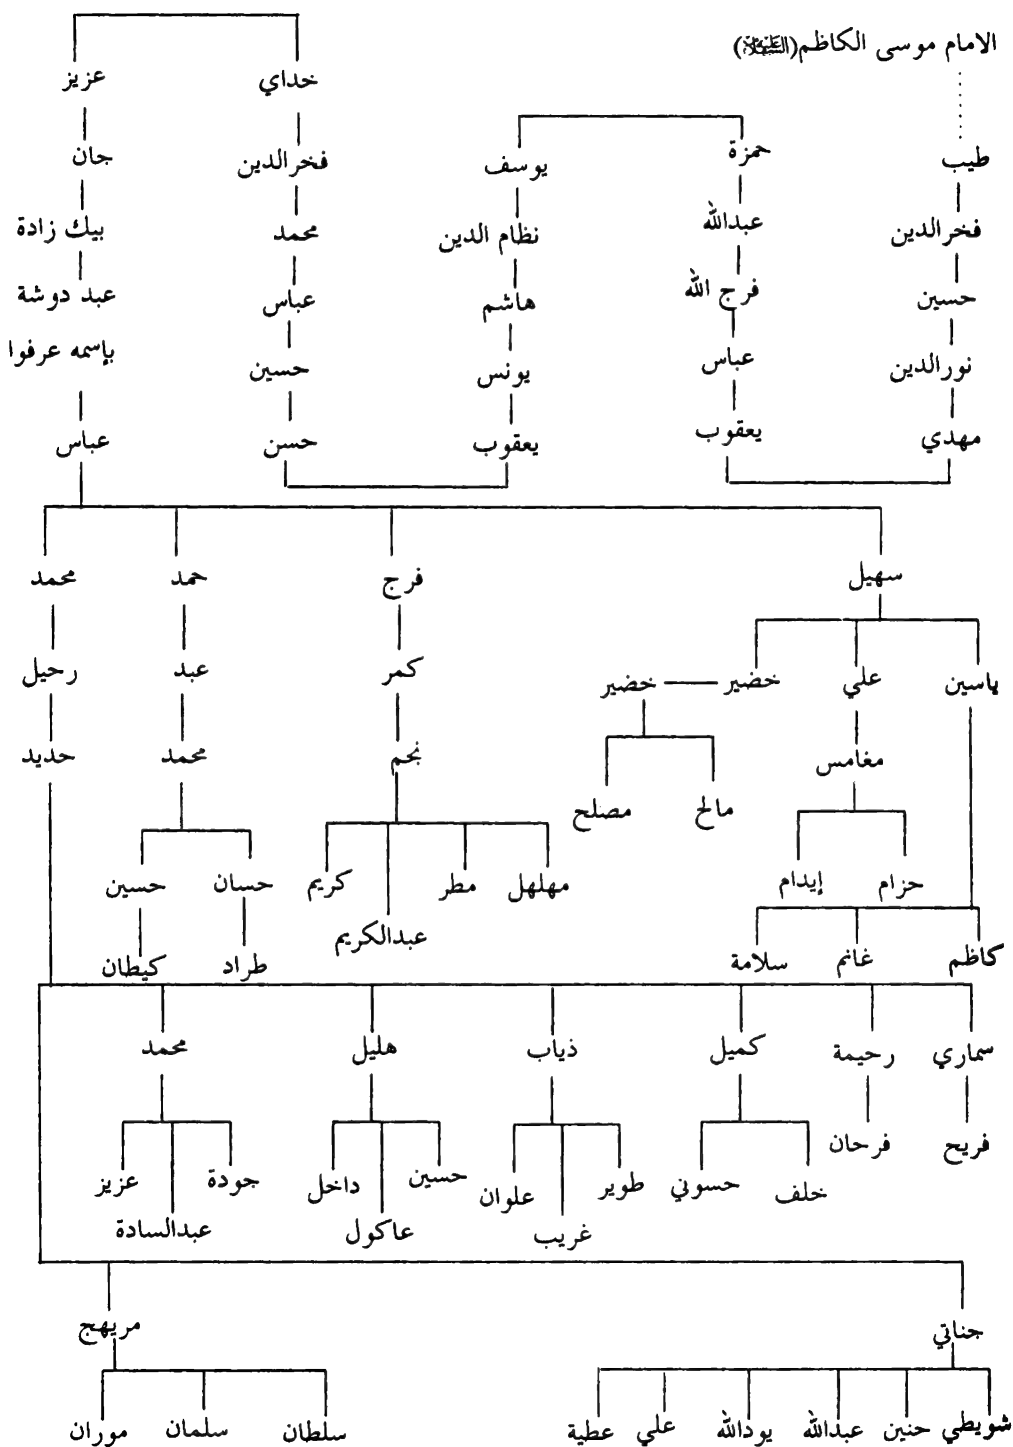 الامام موسى الكاظم(عليه السلام)
طيب
فخرالدين
حسين
نورالدين
مهدي
يعقوب
عباس
فرج الله
عبدالله
حمزة
يوسف
نظام الدين
هاشم
يونس
يعقوب
حسن
حسين
عباس
محمد
فخرالدين
خداي
عزيز
جان
بيك زادة
عبد دوشة
بإسمه عرفوا
عباس
سهيل فرج حمد محمد
ياسين علي خضير خضير كمر عبد رحيل
مغامس نجم محمد حديد
مالح مصلح
حزام إيدام مهلهل مطر كريم حسان حسين
عبدالكريم
كاظم غانم سلامة طراد كيطان
سماري رحيمة كميل ذياب هليل محمد
فريح فرحان
خلف حسوني طوير علوان حسين داخل جودة عزيز
غريب عاكول عبدالسادة
جناتي مريهج
شويطي حنين عبدالله يودالله علي عطية سلطان سلمان موران